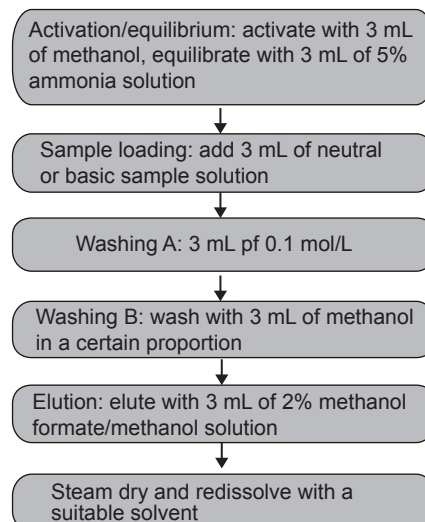 Activation/equilibrium: activate with 3 mL
of methanol, equilibrate with 3 mL of 5%
ammonia solution
Sample loading: add 3 mL of neutral
or basic sample solution
Washing A: 3 mL pf 0.1 mol/L
Washing B: wash with 3 mL of methanol
in a certain proportion
Elution: elute with 3 mL of 2% methanol
formate/methanol solution
Steam dry and redissolve with a
suitable solvent